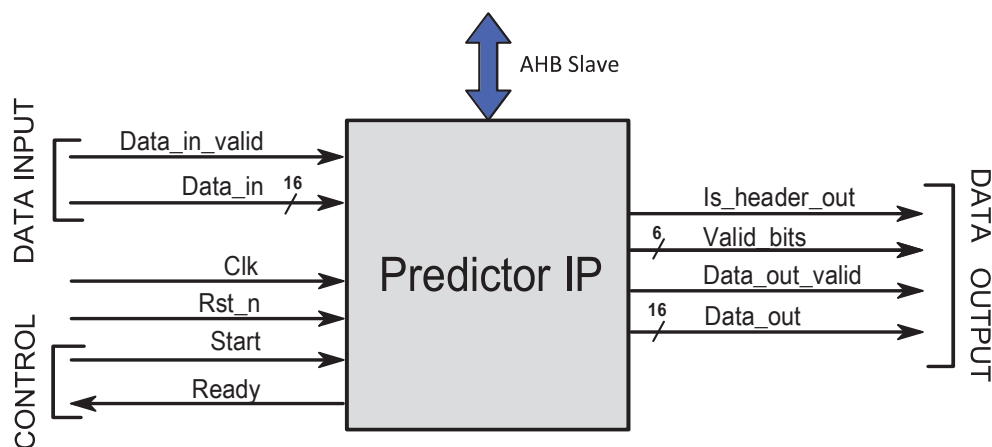 AHB Slave
DATA INPUT
Data_in_valid
Data_in
16
Clk
Rst_n
CONTROL
Start
Ready
Predictor IP
Is_header_out
6
Valid_bits
Data_out_valid
16
Data_out
DATA OUTPUT